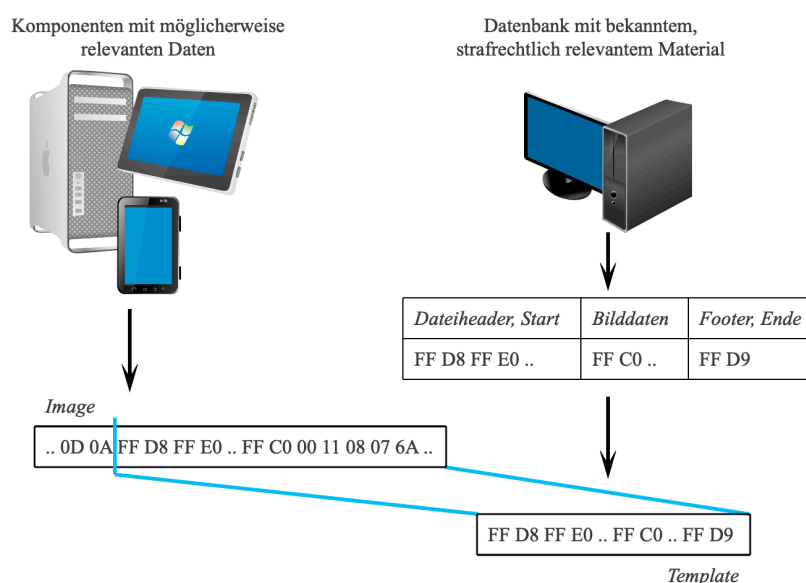 Komponenten mit möglicherweise
relevanten Daten
Datenbank mit bekanntem,
strafrechtlich relevantem Material
Dateiheader, Start
Bilddaten
Footer, Ende
FF D8 FF E0 ..
FF C0 ..
FF D9
Image
.. 0D 0A FF D8 FF E0 .. FF C0 00 11 08 07 6A ..
FF D8 FF E0 .. FF C0 .. FF D9
Template